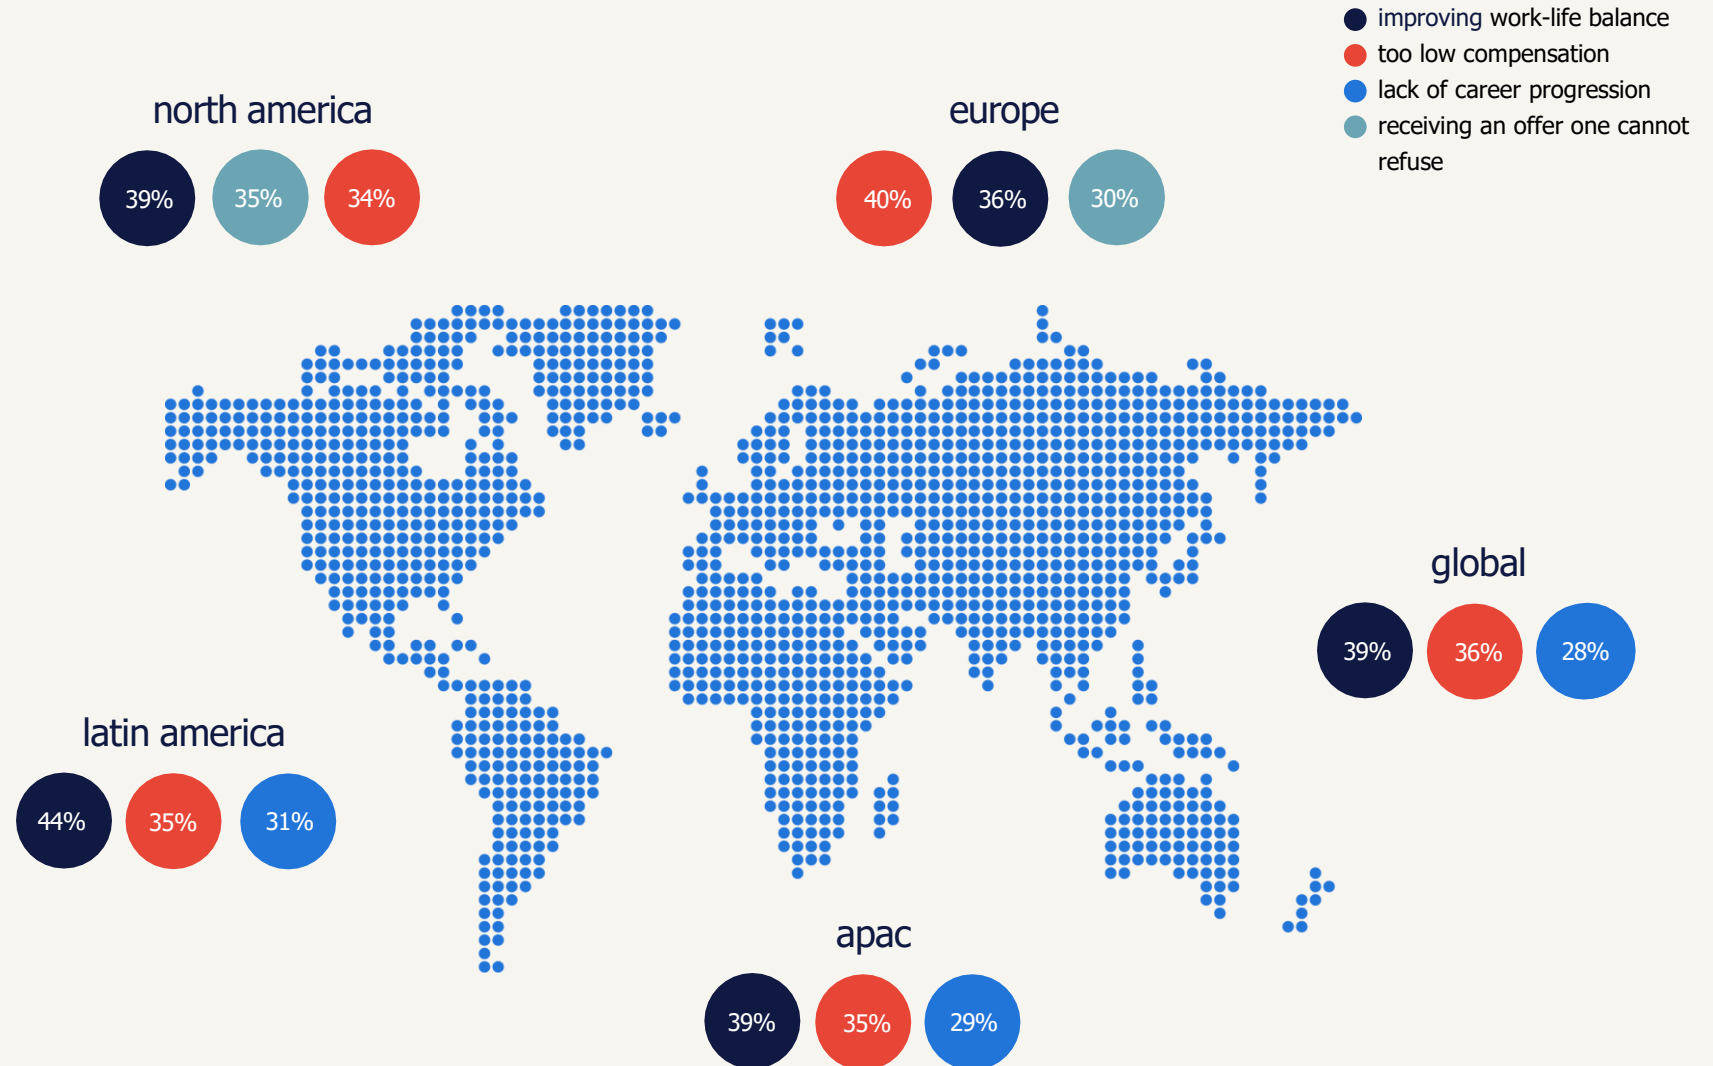 improving work-life balance
too low compensation
lack of career progression
receiving an offer one cannot
refuse
north america
39% 35% 34%
europe
40% 36% 30%
global
39% 36% 28%
latin america
44% 35% 31%
apac
39% 35% 29%